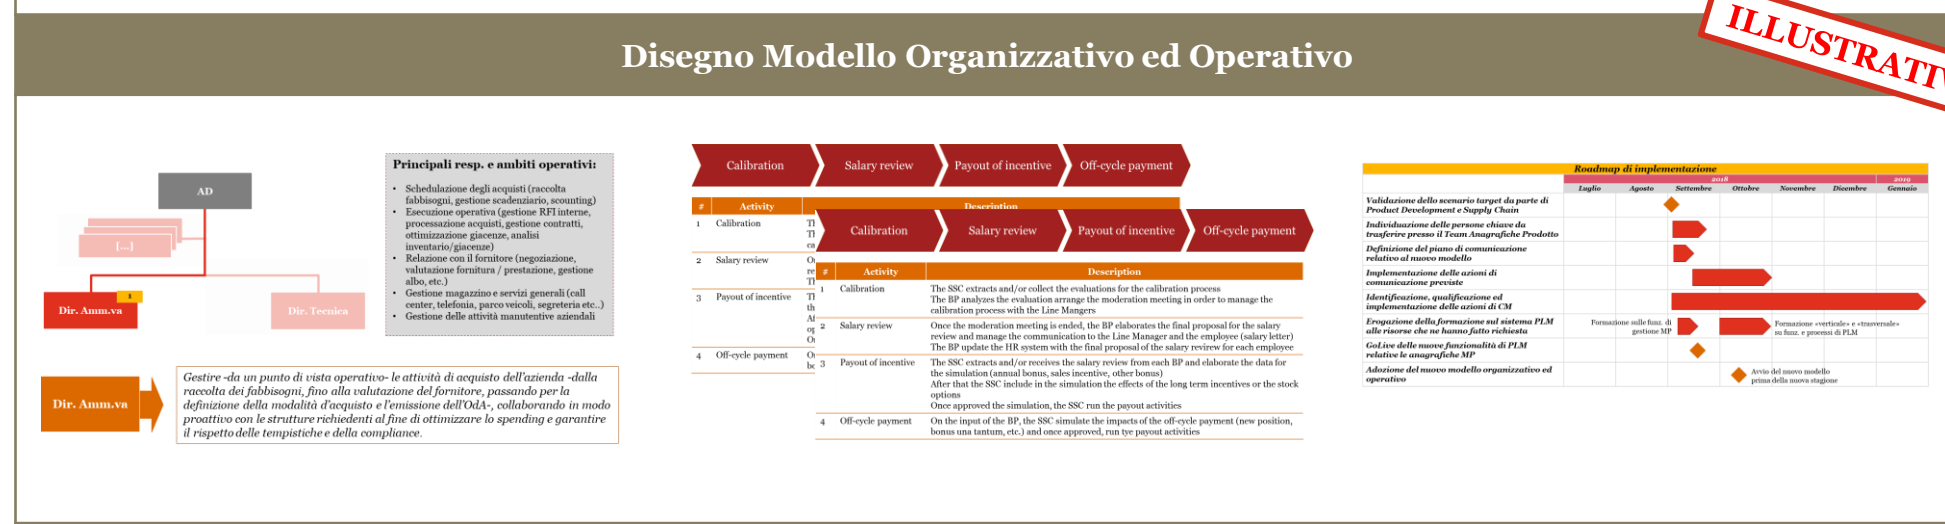 Disegno Modello Organizzativo ed Operativo
ILLUSTRATIV
AD
[...]
1
Dir. Amm.va
Dir. Tecnica
Principali resp. e ambiti operativi:
• Schedulazione degli acquisti (raccolta
fabbisogni, gestione scadenziario, scounting)
• Esecuzione operativa (gestione RFI interne,
processazione acquisti, gestione contratti,
ottimizzazione giacenze, analisi
inventario/giacenze)
• Relazione con il fornitore (negoziazione,
valutazione fornitura / prestazione, gestione
albo, etc.)
• Gestione magazzino e servizi generali (call
center, telefonia, parco veicoli, segreteria etc..)
• Gestione delle attività manutentive aziendali
Dir. Amm.va
Gestire -da un punto di vista operativo- le attività di acquisto dell'azienda -dalla
raccolta dei fabbisogni, fino alla valutazione del fornitore, passando per la
definizione della modalità d'acquisto e l'emissione dell'OdA-, collaborando in modo
proattivo con le strutture richiedenti al fine di ottimizzare lo spending e garantire
il rispetto delle tempistiche e della compliance.
Calibration Salary review Payout of incentive Off-cycle payment
# Activity Description
1 Calibration
2 Salary review
3 Payout of incentive
4 Off-cycle payment
Calibration Salary review Payout of incentive Off-cycle payment
# Activity Description
1 Calibration The SSC extracts and/or collect the evaluations for the calibration process
The BP analyzes the evaluation arrange the moderation meeting in order to manage the
calibration process with the Line Mangers
2 Salary review Once the moderation meeting is ended, the BP elaborates the final proposal for the salary
review and manage the communication to the Line Manager and the employee (salary letter)
The BP update the HR system with the final proposal of the salary revirew for each employee
3 Payout of incentive The SSC extracts and/or receives the salary review from each BP and elaborate the data for
the simulation (annual bonus, sales incentive, other bonus)
After that the SSC include in the simulation the effects of the long term incentives or the stock
options
Once approved the simulation, the SSC run the payout activities
4 Off-cycle payment On the input of the BP, the SSC simulate the impacts of the off-cycle payment (new position,
bonus una tantum, etc.) and once approved, run tye payout activities
Roadmap di implementazione
2018 2019
Luglio Agosto Settembre Ottobre Novembre Dicembre Gennaio
Validazione dello scenario target da parte di
Product Development e Supply Chain
Individuazione delle persone chiave da
trasferire presso il Team Anagrafiche Prodotto
Definizione del piano di comunicazione
relativo al nuovo modello
Implementazione delle azioni di
comunicazione previste
Identificazione, qualificazione ed
implementazione delle azioni di CM
Erogazione della formazione sul sistema PLM
alle risorse che ne hanno fatto richiesta
Formazione sulle funz. di
gestione MP
Formazione «verticale» e «trasversale»
su funz. e processi di PLM
GoLive delle nuove funzionalità di PLM
relative le anagrafiche MP
Adozione del nuovo modello organizzativo ed
operativo
Avvio del nuovo modello
prima della nuova stagione